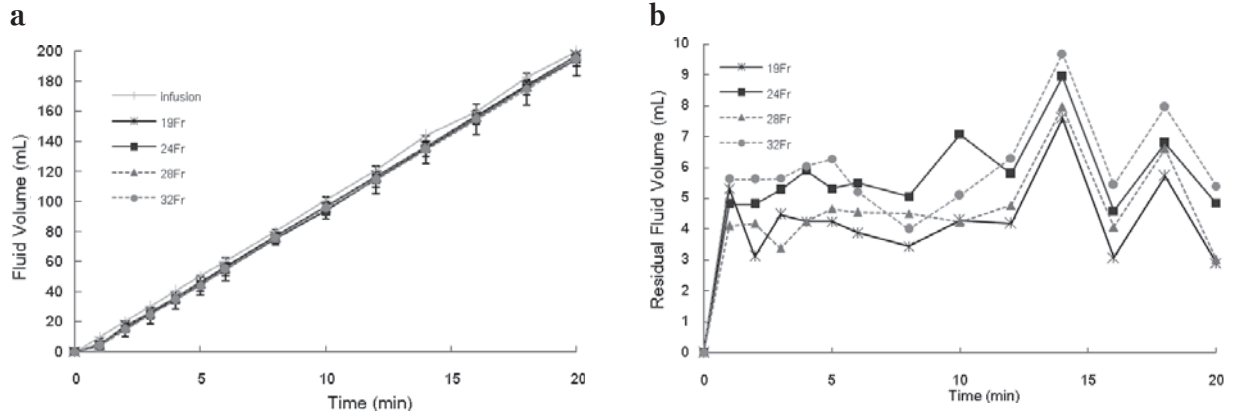 a
Fluid Volume (mL)
200
180
160
140
120
100
80
60
40
20
0
infusion
19Fr
24Fr
28Fr
32Fr
0
5
10
15
20
Time (min)
b
Residual Fluid Volume (mL)
10
9
8
7
6
5
4
3
2
1
0
19Fr
24Fr
28Fr
32Fr
0
5
10
15
20
Time (min)